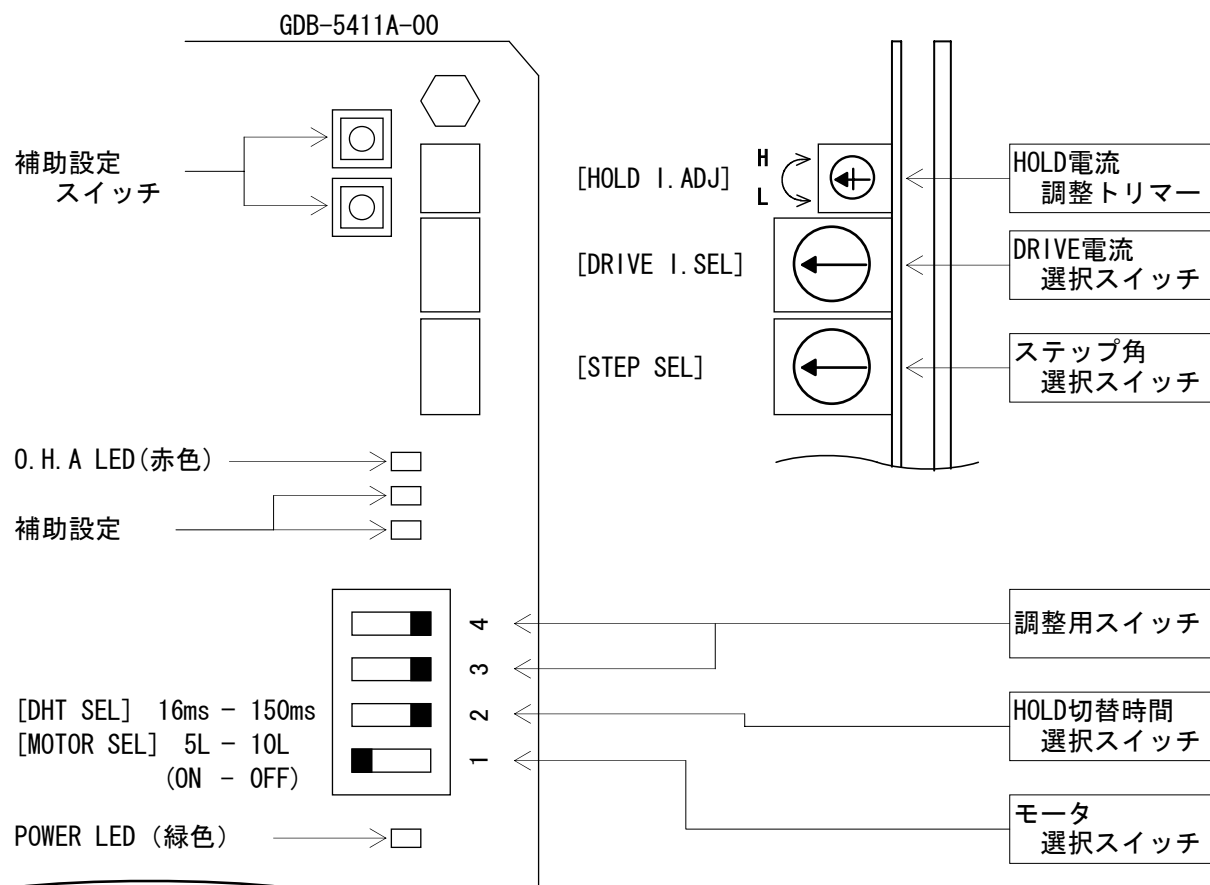 GDB-5411A-00
補助設定
スイッチ
[HOLD I.ADJ]
H
L
HOLD電流
調整トリマー
[DRIVE I.SEL]
DRIVE電流
選択スイッチ
[STEP SEL]
ステップ角
選択スイッチ
O.H.A LED(赤色)
補助設定
4
3
2
1
調整用スイッチ
[DHT SEL] 16ms - 150ms
[MOTOR SEL] 5L - 10L
(ON - OFF)
HOLD切替時間
選択スイッチ
POWER LED (緑色)
モータ
選択スイッチ